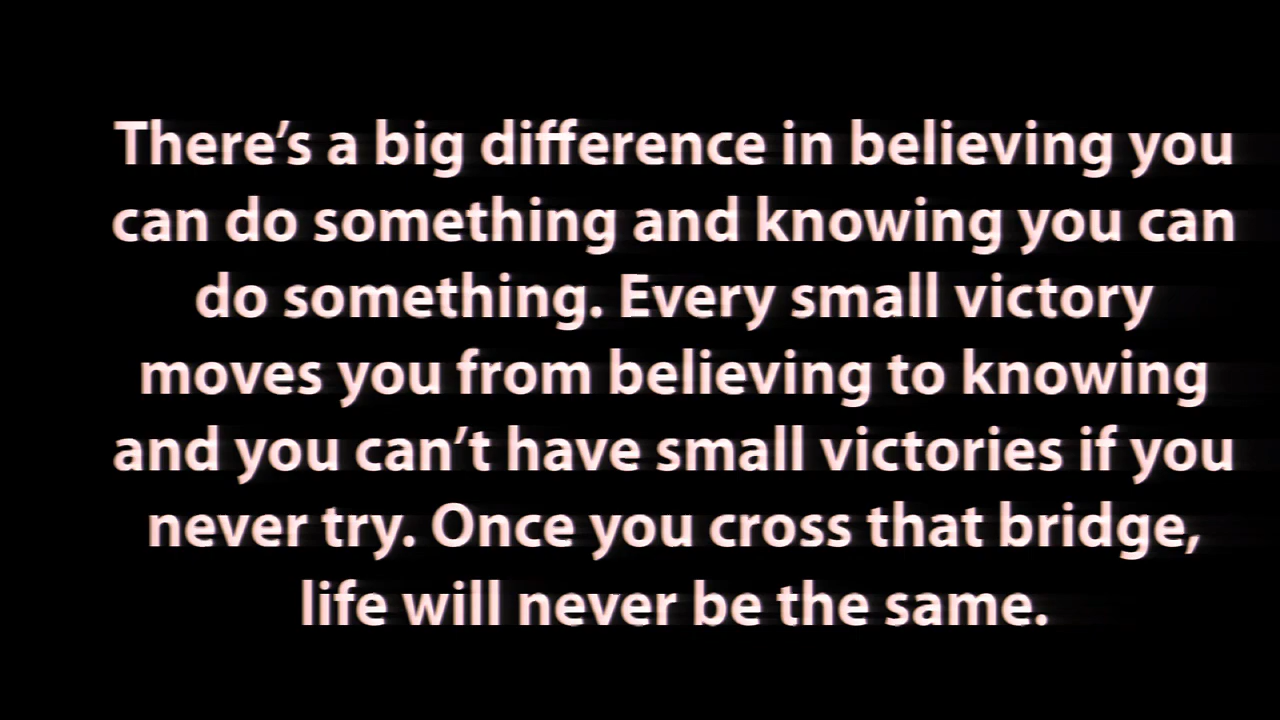 There’s a big difference in believing you
can do something and knowing you can
do something. Every small victory
moves you from believing to knowing
and you can’t have small victories if you
never try. Once you cross that bridge,
life will never be the same.